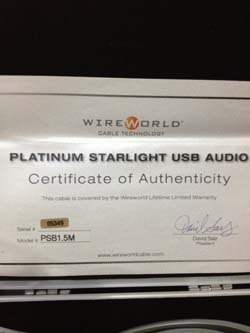 WIREWORLD
CABLE TECHNOLOGY
PLATINUM STARLIGHT USB AUDIO
Certificate of Authenticity
This cable is covered by the Wireworld Lifetime Limited Warranty
Serial # 05349
Model # PSB1.5M
David Salz
President
www.wireworldcable.com